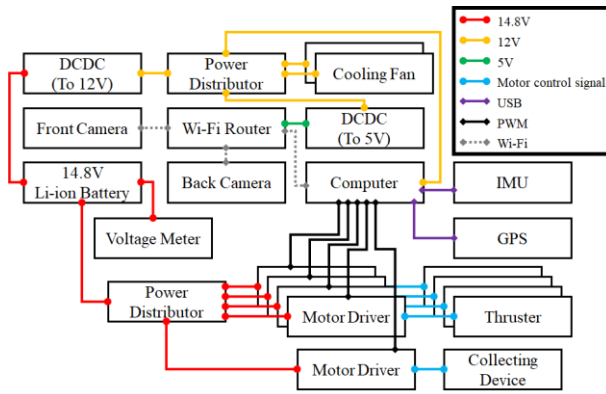 14.8V
12V
5V
Motor control signal
USB
PWM
Wi-Fi
DCDC
(To 12V)
Power
Distributor
Cooling Fan
Front Camera
Wi-Fi Router
DCDC
(To 5V)
14.8V
Li-ion Battery
Back Camera
Computer
IMU
Voltage Meter
GPS
Power
Distributor
Motor Driver
Thruster
Motor Driver
Collecting
Device